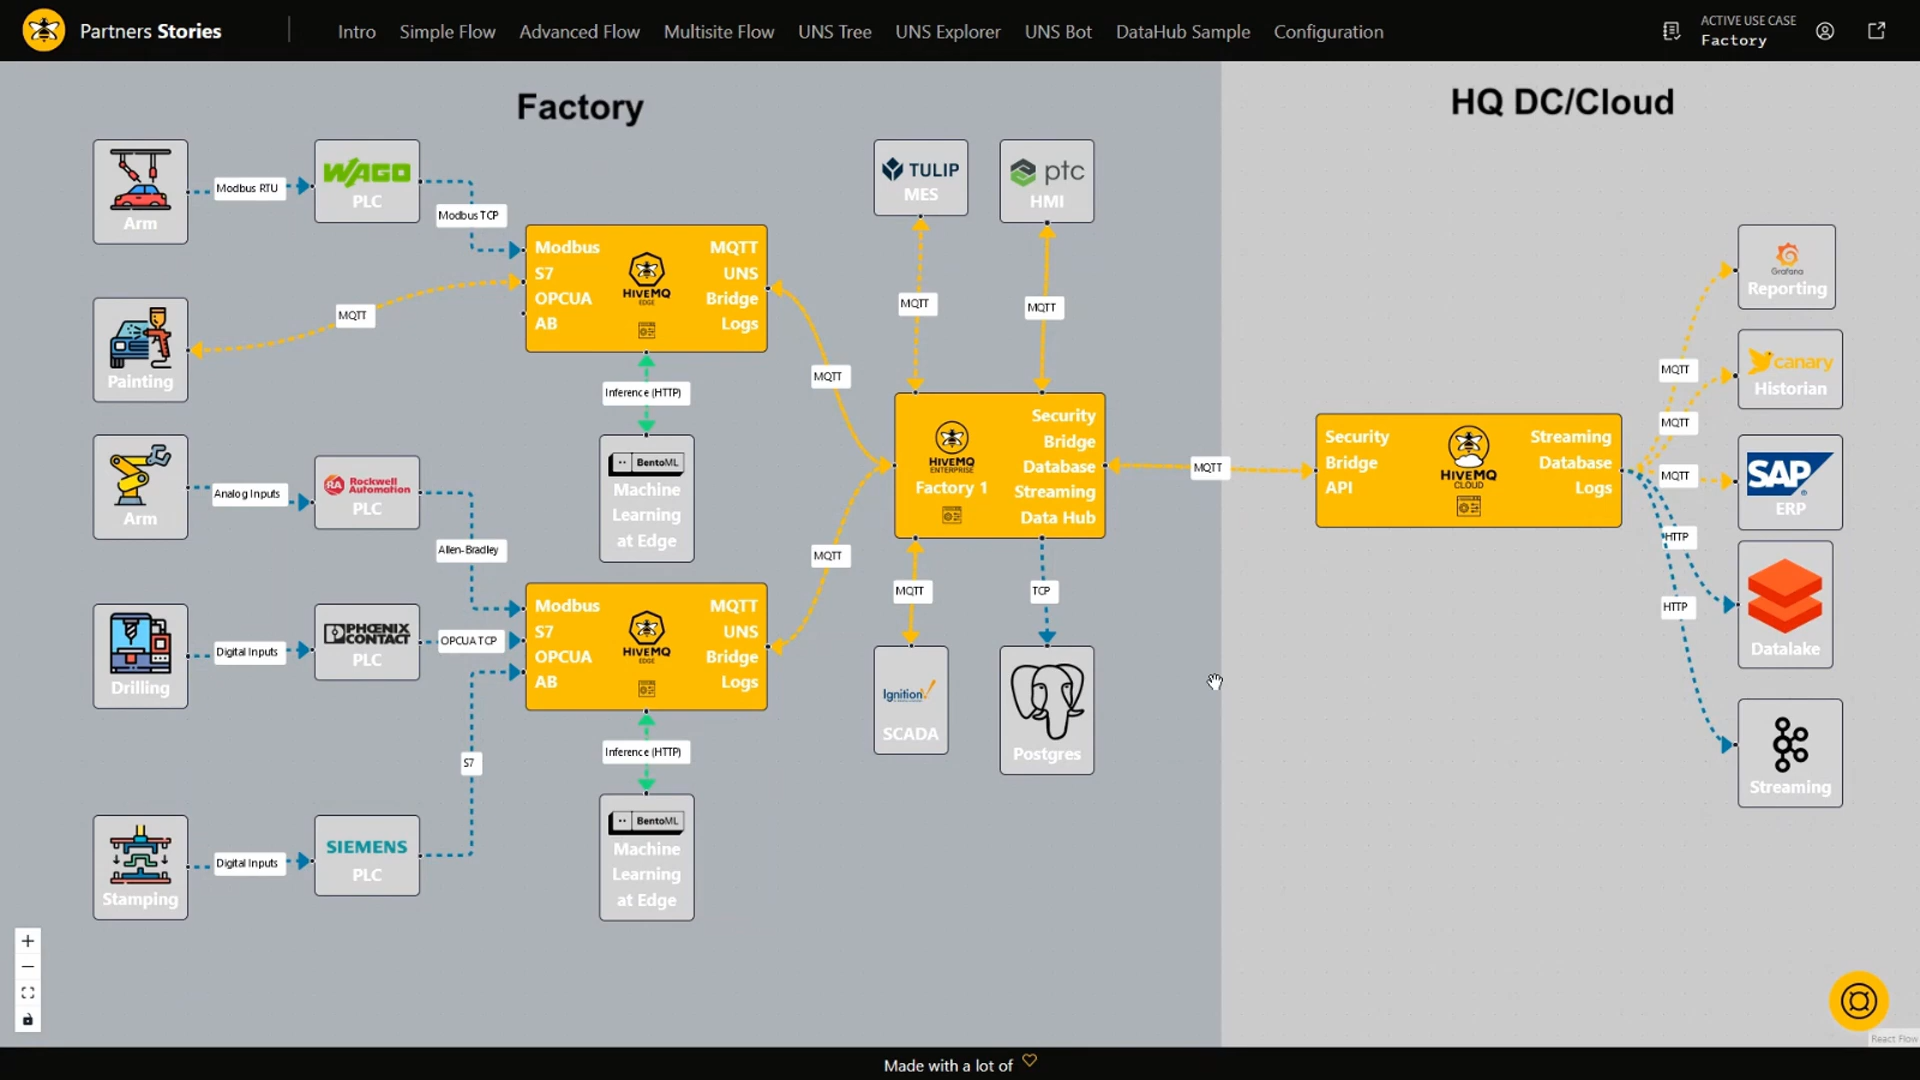 Partners Stories
Intro
Simple Flow
Advanced Flow
Multisite Flow
UNS Tree
UNS Explorer
UNS Bot
DataHub Sample
Configuration
ACTIVE USE CASE
Factory
Factory
HQ DC/Cloud
Arm
Modbus RTU
WAGO
PLC
Modbus TCP
Painting
MQTT
Modbus
S7
OPCUA
AB
HIVEMQ
EDGE
MQTT
UNS
Bridge
Logs
Inference (HTTP)
BentoML
Machine
Learning
at Edge
Arm
Analog Inputs
RA Rockwell
Automation
PLC
Allen-Bradley
Drilling
Digital Inputs
PHŒNIX
CONTACT
PLC
OPCUA TCP
Stamping
Digital Inputs
SIEMENS
PLC
S7
Modbus
S7
OPCUA
AB
HIVEMQ
EDGE
MQTT
UNS
Bridge
Logs
Inference (HTTP)
BentoML
Machine
Learning
at Edge
MQTT
MQTT
TULIP
MES
ptc
HMI
MQTT
MQTT
HIVEMQ
ENTERPRISE
Factory 1
Security
Bridge
Database
Streaming
Data Hub
MQTT
TCP
Ignition!
SCADA
Postgres
MQTT
Security
Bridge
API
HIVEMQ
CLOUD
Streaming
Database
Logs
MQTT
MQTT
MQTT
HTTP
HTTP
Grafana
Reporting
canary
Historian
SAP
ERP
Datalake
Streaming
React Flow
Made with a lot of